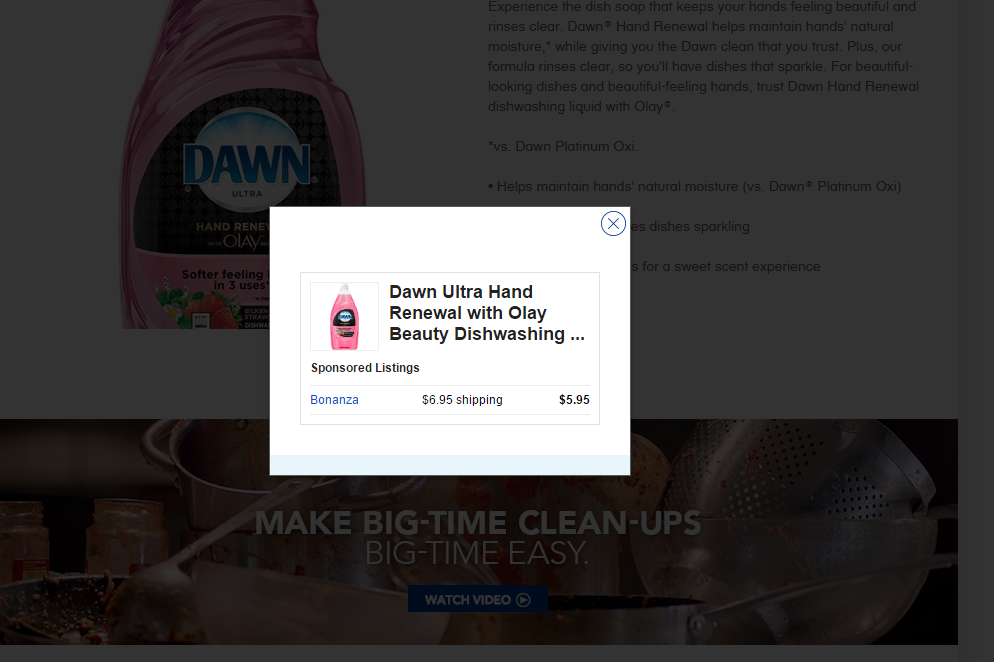 Experience the dish soap that keeps your hands feeling beautiful and
rinses clear. Dawn® Hand Renewal helps maintain hands' natural
moisture,* while giving you the Dawn clean that you trust. Plus, our
formula rinses clear, so you'll have dishes that sparkle. For beautiful-
looking dishes and beautiful-feeling hands, trust Dawn Hand Renewal
dishwashing liquid with Olay®.
*vs. Dawn Platinum Oxi.
• Helps maintain hands' natural moisture (vs. Dawn® Platinum Oxi)
es dishes sparkling
s for a sweet scent experience
DAWN
ULTRA
HAND RENEW
WITH OLAY
Softer feeling
in 3 uses*
SILKEN
STRAW
DISHWAS
Dawn Ultra Hand
Renewal with Olay
Beauty Dishwashing ...
Sponsored Listings
Bonanza $6.95 shipping $5.95
MAKE BIG-TIME CLEAN-UPS
BIG-TIME EASY.
WATCH VIDEO